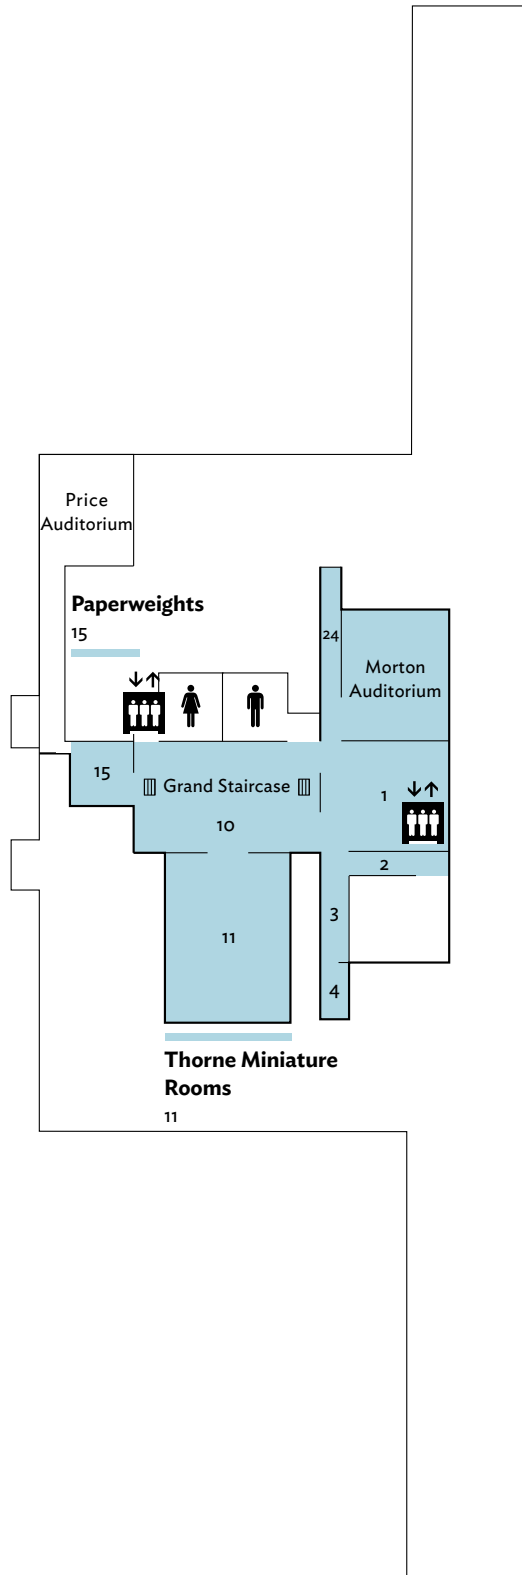 Price
Auditorium
Paperweights
15
24
Morton
Auditorium
15
Grand Staircase
1
10
2
3
11
4
Thorne Miniature
Rooms
11